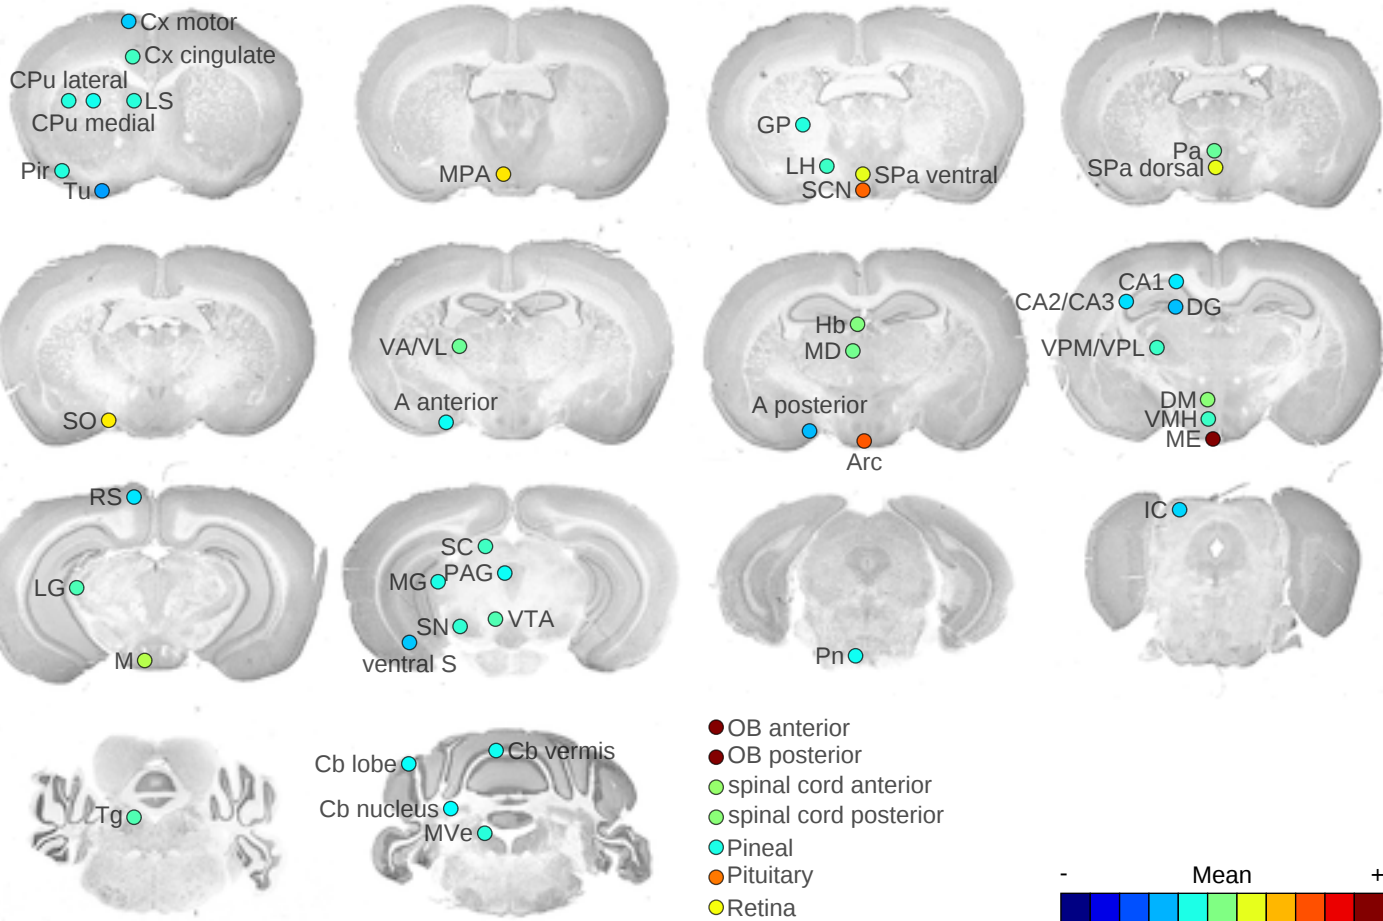 Cx motor
Cx cingulate
CPu lateral
LS
CPu medial
Pir
Tu
MPA
GP
LH
SPa ventral
SCN
Pa
SPa dorsal
SO
VA/VL
A anterior
Hb
MD
A posterior
Arc
CA1
CA2/CA3
DG
VPM/VPL
DM
VMH
ME
RS
LG
M
SC
MG
PAG
SN
VTA
ventral S
Pn
IC
Tg
Cb lobe
Cb vermis
Cb nucleus
MVe
OB anterior
OB posterior
spinal cord anterior
spinal cord posterior
Pineal
Pituitary
Retina
- Mean +